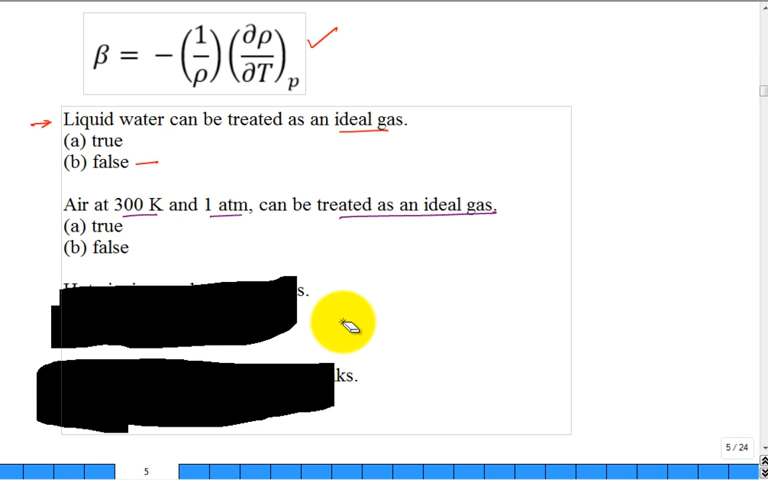 β = −(1/ρ)(∂ρ/∂T)p
Liquid water can be treated as an ideal gas.
(a) true
(b) false
Air at 300 K and 1 atm, can be treated as an ideal gas.
(a) true
(b) false
s.
ks.
5 / 24
5